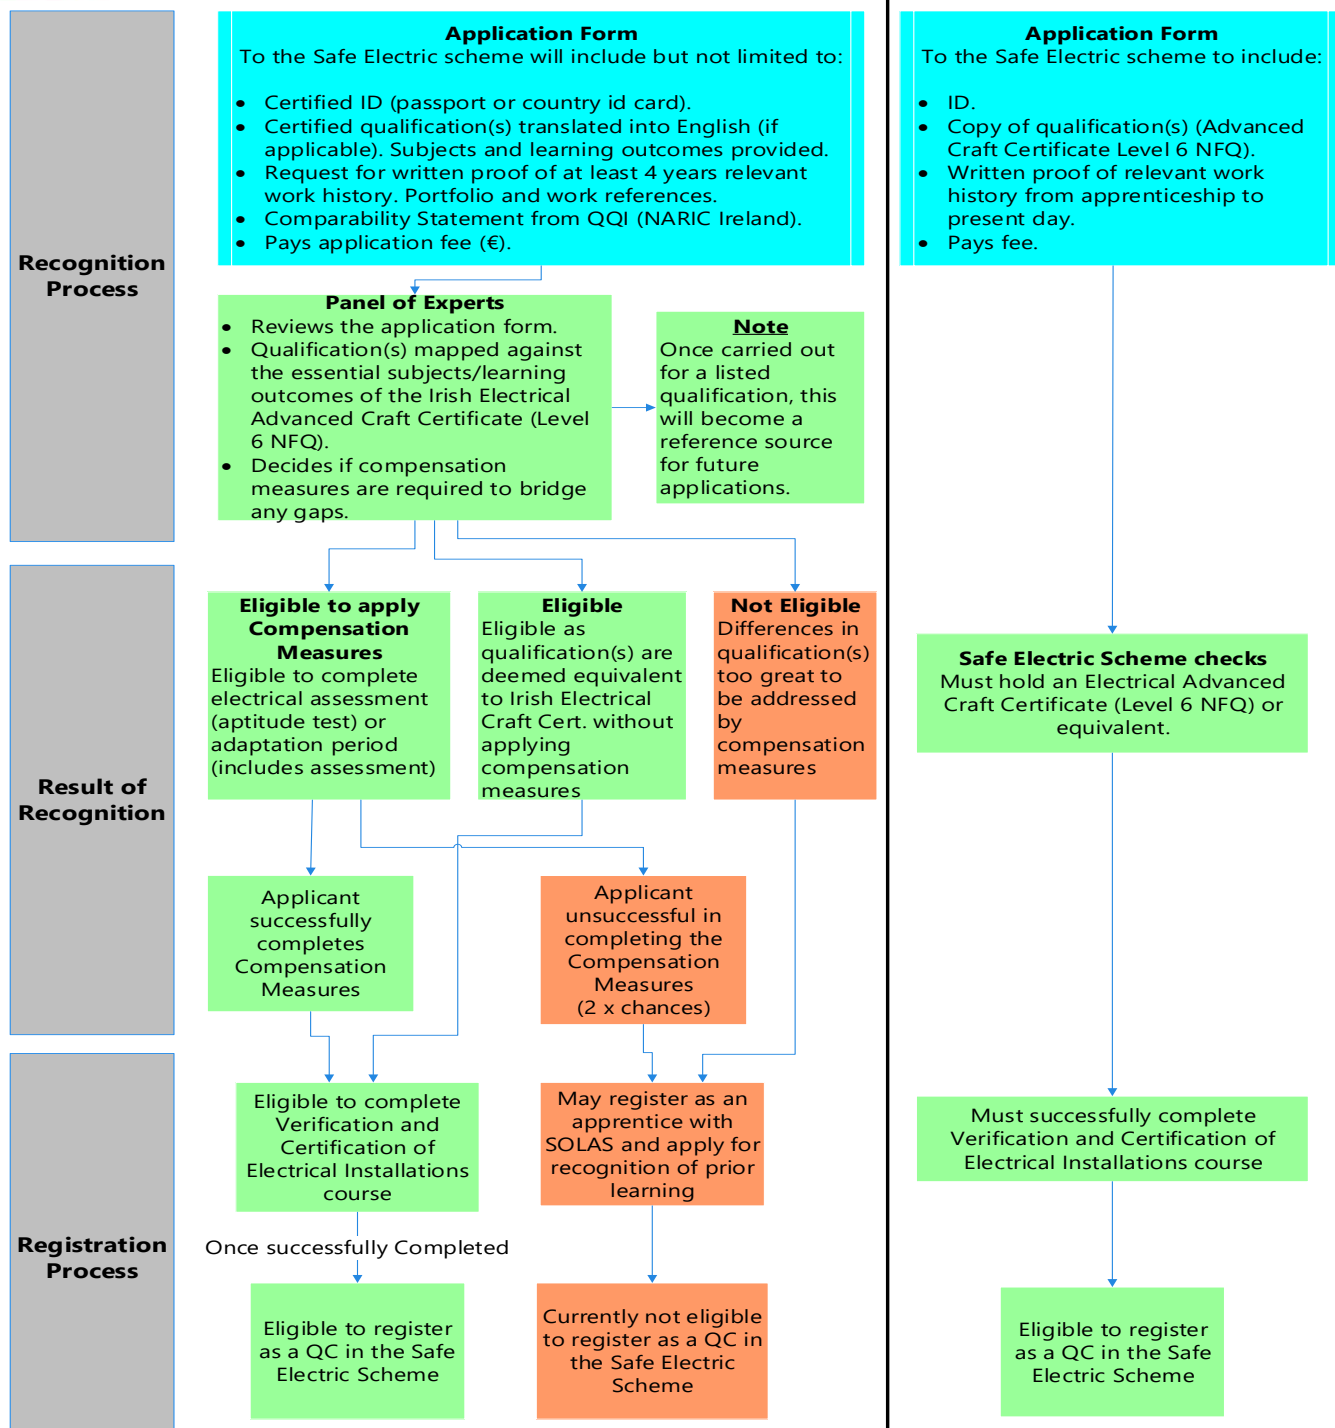 Recognition
Process
Application Form
To the Safe Electric scheme will include but not limited to:
• Certified ID (passport or country id card).
• Certified qualification(s) translated into English (if
applicable). Subjects and learning outcomes provided.
• Request for written proof of at least 4 years relevant
work history. Portfolio and work references.
• Comparability Statement from QQI (NARIC Ireland).
• Pays application fee (€).
Application Form
To the Safe Electric scheme to include:
• ID.
• Copy of qualification(s) (Advanced
Craft Certificate Level 6 NFQ).
• Written proof of relevant work
history from apprenticeship to
present day.
• Pays fee.
Panel of Experts
• Reviews the application form.
• Qualification(s) mapped against
the essential subjects/learning
outcomes of the Irish Electrical
Advanced Craft Certificate (Level
6 NFQ).
• Decides if compensation
measures are required to bridge
any gaps.
Note
Once carried out
for a listed
qualification, this
will become a
reference source
for future
applications.
Result of
Recognition
Eligible to apply
Compensation
Measures
Eligible to complete
electrical assessment
(aptitude test) or
adaptation period
(includes assessment)
Eligible
Eligible as
qualification(s) are
deemed equivalent
to Irish Electrical
Craft Cert. without
applying
compensation
measures
Not Eligible
Differences in
qualification(s)
too great to
be addressed
by
compensation
measures
Safe Electric Scheme checks
Must hold an Electrical Advanced
Craft Certificate (Level 6 NFQ) or
equivalent.
Applicant
successfully
completes
Compensation
Measures
Applicant
unsuccessful in
completing the
Compensation
Measures
(2 x chances)
Registration
Process
Eligible to complete
Verification and
Certification of
Electrical Installations
course
May register as an
apprentice with
SOLAS and apply for
recognition of prior
learning
Must successfully complete
Verification and Certification of
Electrical Installations course
Once successfully Completed
Eligible to register
as a QC in the Safe
Electric Scheme
Currently not eligible
to register as a QC in
the Safe Electric
Scheme
Eligible to register
as a QC in the Safe
Electric Scheme